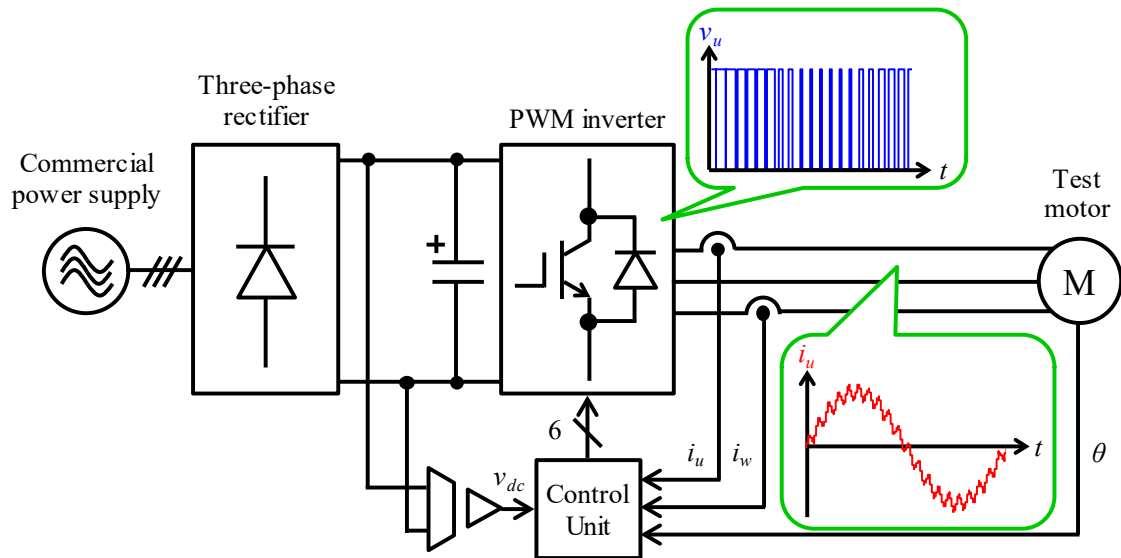 v_u
t
Three-phase
rectifier
PWM inverter
Commercial
power supply
Test
motor
+
M
i_u
t
6
i_u
i_w
θ
v_dc
Control
Unit